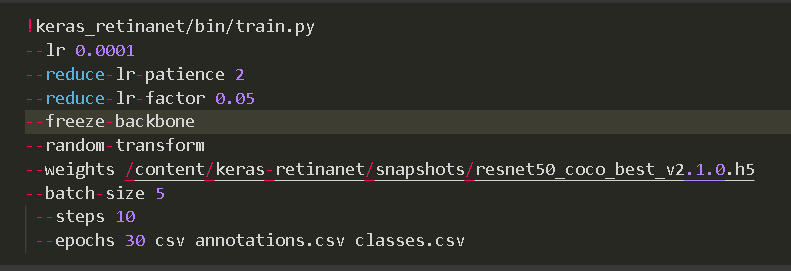 !keras_retinanet/bin/train.py
--lr 0.0001
--reduce-lr-patience 2
--reduce-lr-factor 0.05
--freeze-backbone
--random-transform
--weights /content/keras-retinanet/snapshots/resnet50_coco_best_v2.1.0.h5
--batch-size 5
--steps 10
--epochs 30 csv annotations.csv classes.csv